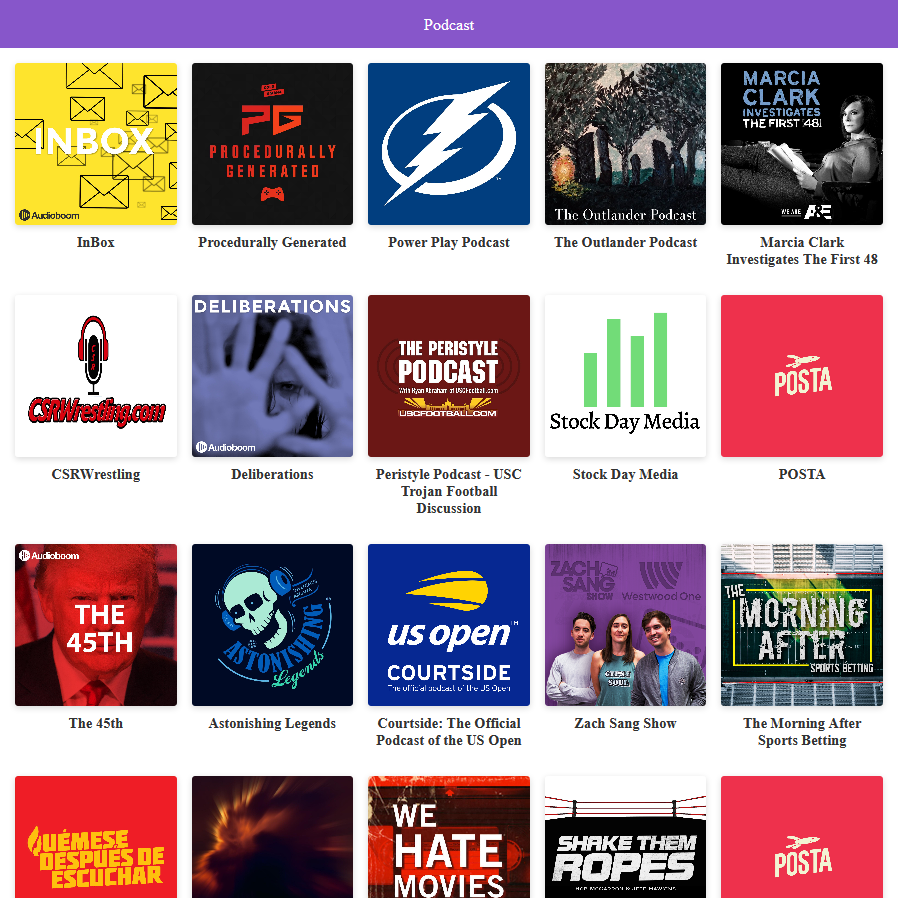 Podcast
INBOX
Audioboom
InBox
PG
PROCEDURALLY
GENERATED
Procedurally Generated
Power Play Podcast
The Outlander Podcast
The Outlander Podcast
MARCIA
CLARK
INVESTIGATES
THE FIRST 48
WE ARE A&E
Marcia Clark
Investigates The First 48
CSR
CSRWrestling.com
CSRWrestling
DELIBERATIONS
Audioboom
Deliberations
THE PERISTYLE
PODCAST
With Ryan Abraham of USCFootball.com
USCFOOTBALL.COM
Peristyle Podcast - USC
Trojan Football
Discussion
Stock Day Media
Stock Day Media
POSTA
POSTA
Audioboom
THE
45TH
The 45th
ASTONISHING
Legends
Astonishing Legends
us open
COURTSIDE
The official podcast of the US Open
Courtside: The Official
Podcast of the US Open
ZACH
SANG
SHOW
Westwood One
Zach Sang Show
THE
MORNING
AFTER
SPORTS BETTING
The Morning After
Sports Betting
QUÉMESE
DESPUES DE
ESCUCHAR
WE
HATE
MOVIES
SHAKE THEM
ROPES
POSTA